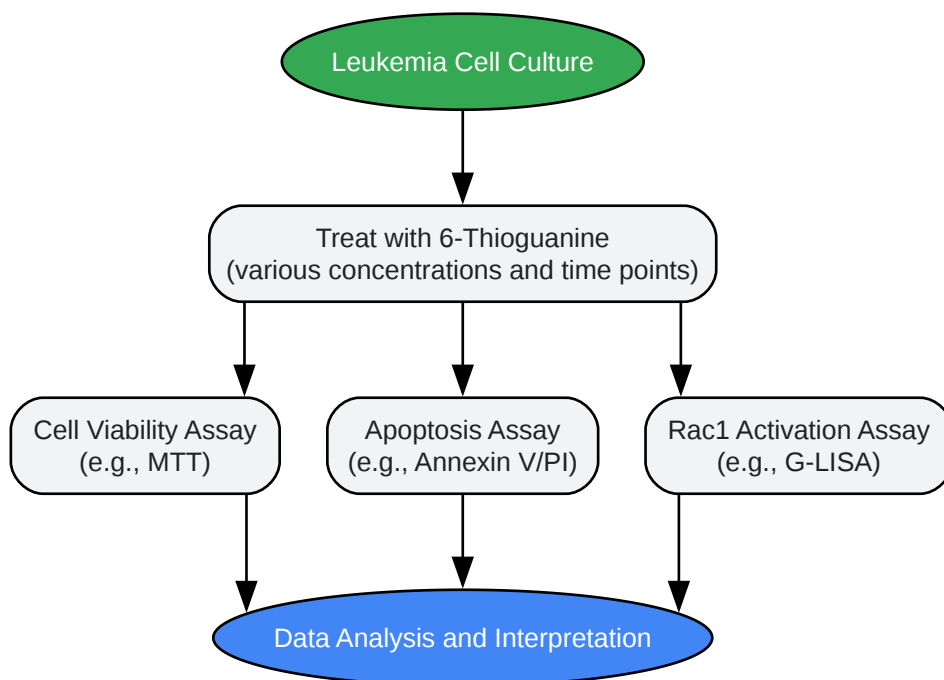 Leukemia Cell Culture
Treat with 6-Thioguanine
(various concentrations and time points)
Cell Viability Assay
(e.g., MTT)
Apoptosis Assay
(e.g., Annexin V/PI)
Rac1 Activation Assay
(e.g., G-LISA)
Data Analysis and Interpretation